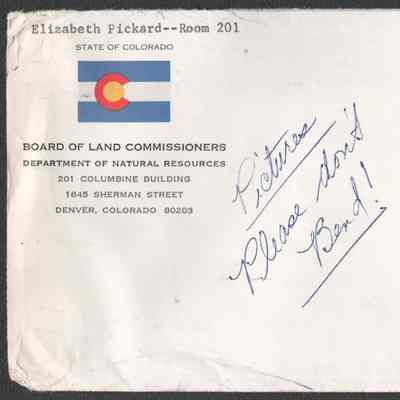 Elizabeth Pickard--Room 201
STATE OF COLORADO
BOARD OF LAND COMMISSIONERS
DEPARTMENT OF NATURAL RESOURCES
201 COLUMBINE BUILDING
1845 SHERMAN STREET
DENVER, COLORADO 80203
Pictures
Please don't
Bend!